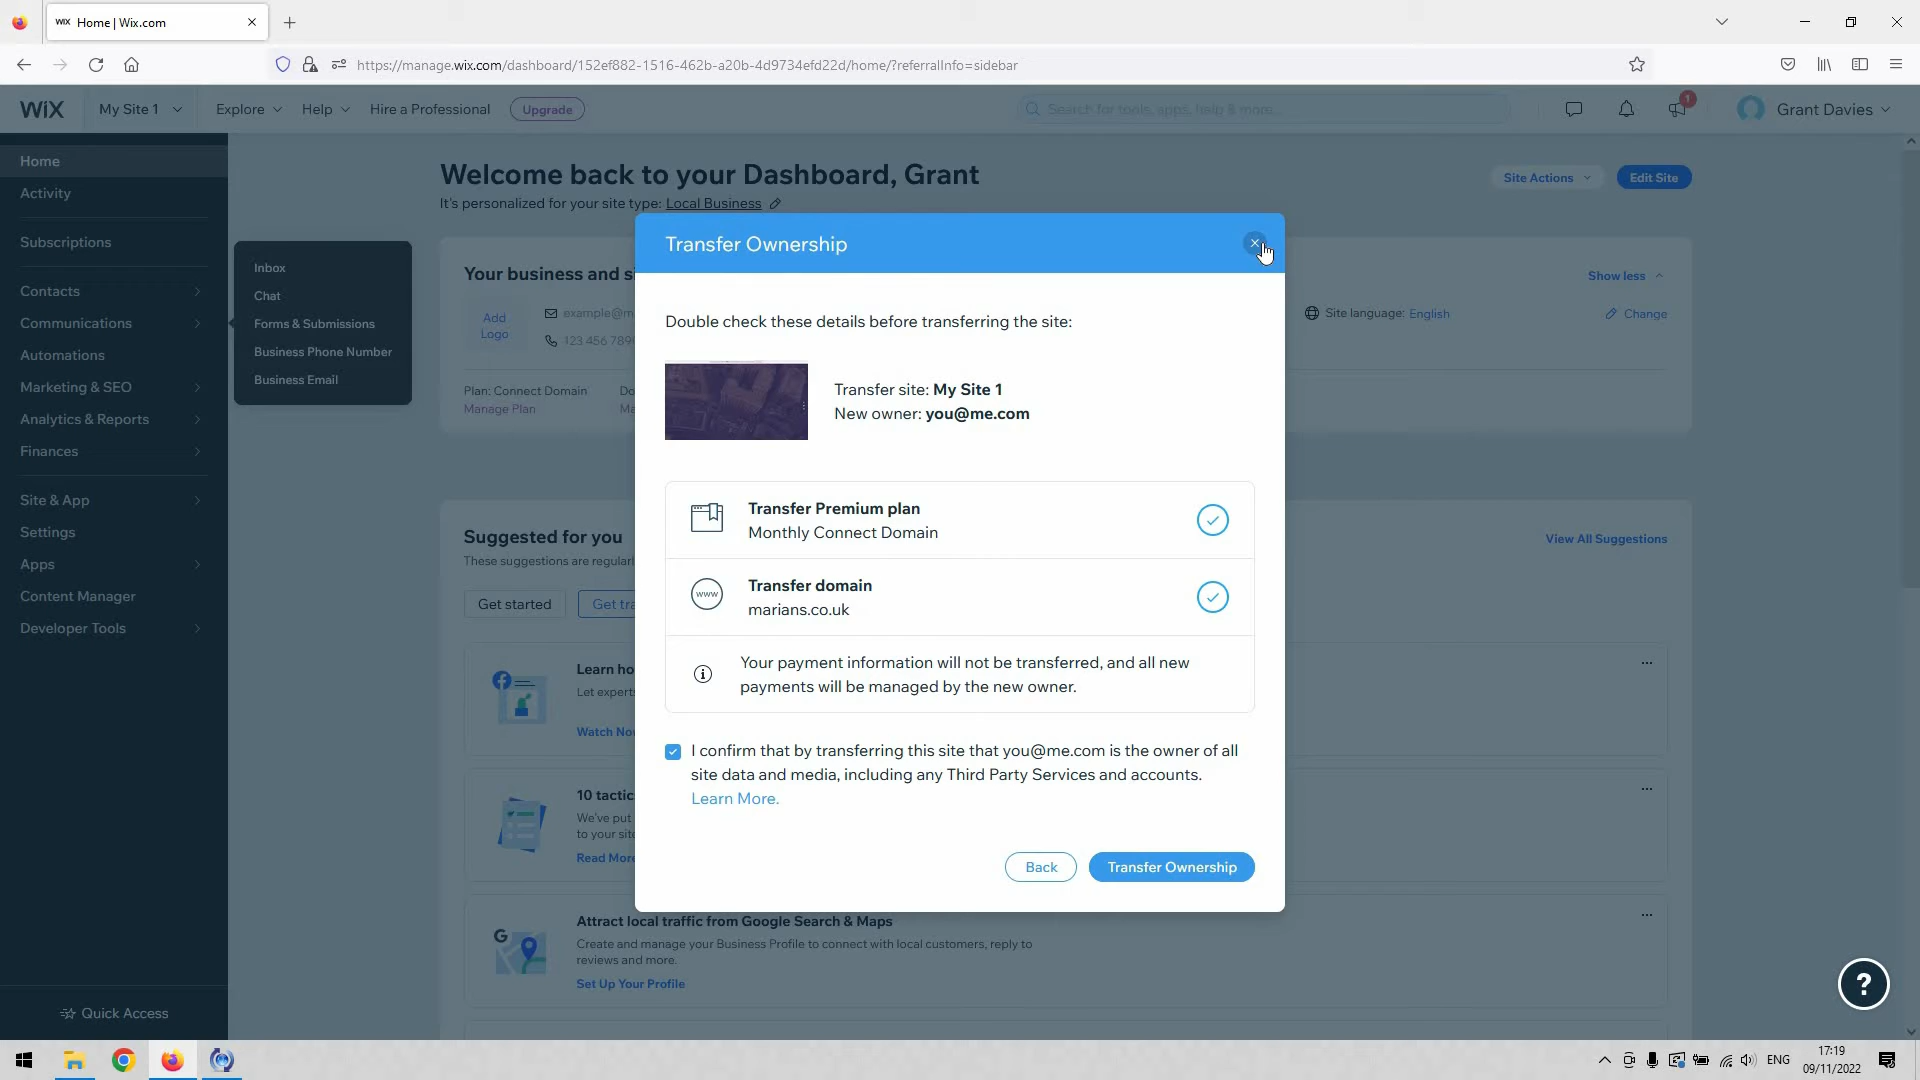 WiX Home | Wix.com
https://manage.wix.com/dashboard/152ef882-1516-462b-a20b-4d9734efd22d/home/?referralInfo=sidebar
WiX
My Site 1
Explore
Help
Hire a Professional
Upgrade
Search for tools, apps, help & more...
1
Grant Davies
Home
Activity
Subscriptions
Contacts
Communications
Automations
Marketing & SEO
Analytics & Reports
Finances
Site & App
Settings
Apps
Content Manager
Developer Tools
Quick Access
Inbox
Chat
Forms & Submissions
Business Phone Number
Business Email
Welcome back to your Dashboard, Grant
It's personalized for your site type: Local Business
Site Actions
Edit Site
Your business and si
Show less
Add
Logo
example@m
123 456 789
Site language: English
Change
Plan: Connect Domain
Do
Manage Plan
Ma
Suggested for you
These suggestions are regularl
View All Suggestions
Get started
Get tra
Learn ho
Let experts
Watch Now
10 tactics
We've put
to your site
Read More
Attract local traffic from Google Search & Maps
Create and manage your Business Profile to connect with local customers, reply to
reviews and more.
Set Up Your Profile
Transfer Ownership
Double check these details before transferring the site:
Transfer site: My Site 1
New owner: you@me.com
Transfer Premium plan
Monthly Connect Domain
www
Transfer domain
marians.co.uk
Your payment information will not be transferred, and all new
payments will be managed by the new owner.
I confirm that by transferring this site that you@me.com is the owner of all
site data and media, including any Third Party Services and accounts.
Learn More.
Back
Transfer Ownership
?
ENG
17:19
09/11/2022